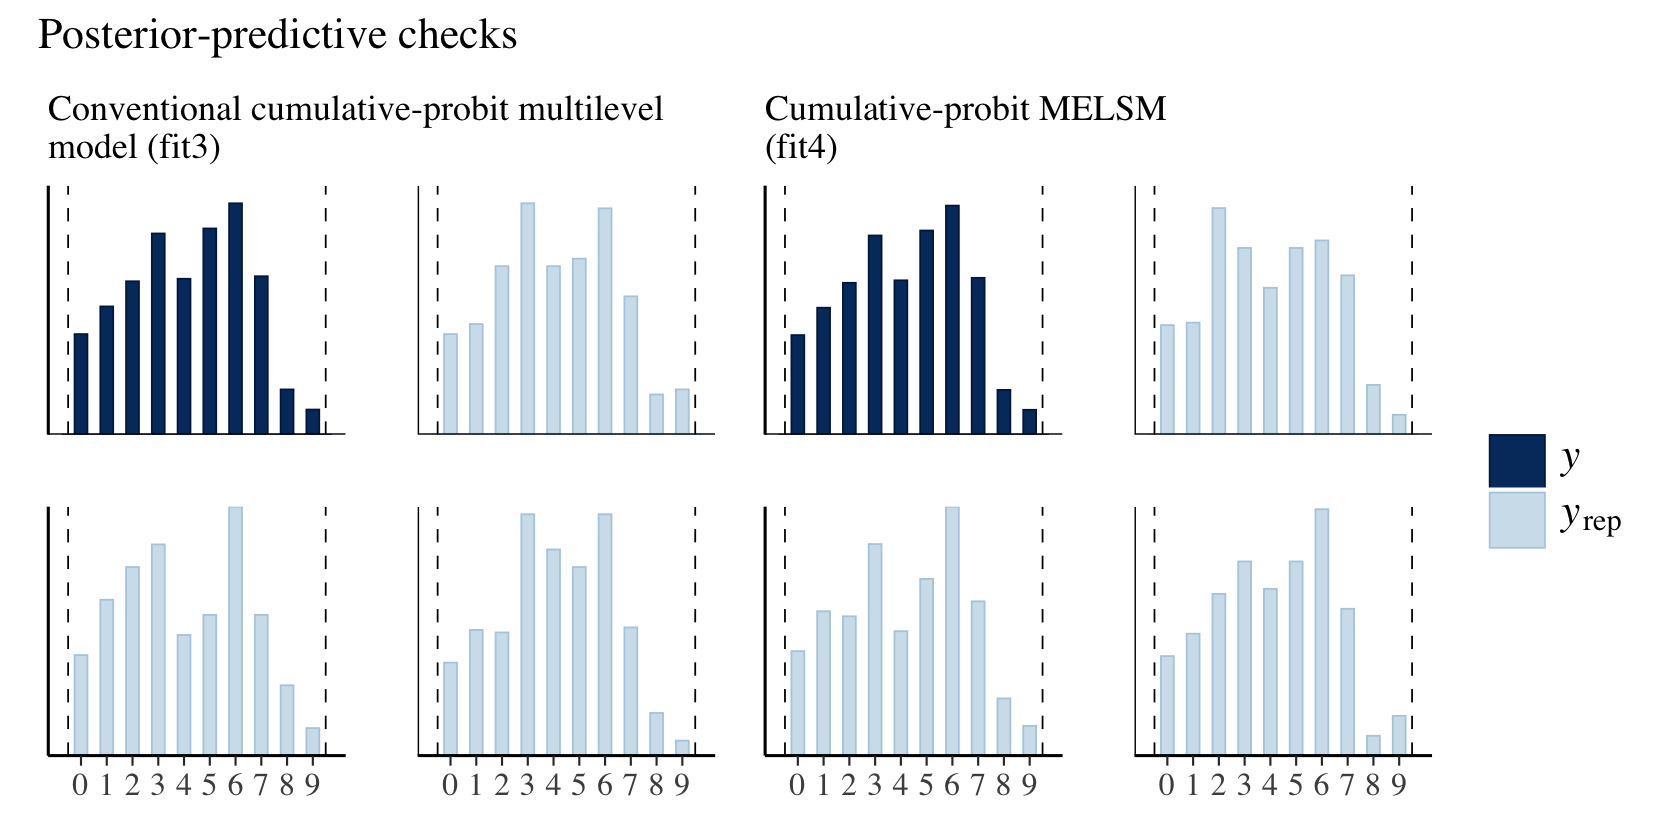 Posterior-predictive checks
Conventional cumulative-probit multilevel
model (fit3)
Cumulative-probit MELSM
(fit4)
y
yrep
0 1 2 3 4 5 6 7 8 9
0 1 2 3 4 5 6 7 8 9
0 1 2 3 4 5 6 7 8 9
0 1 2 3 4 5 6 7 8 9